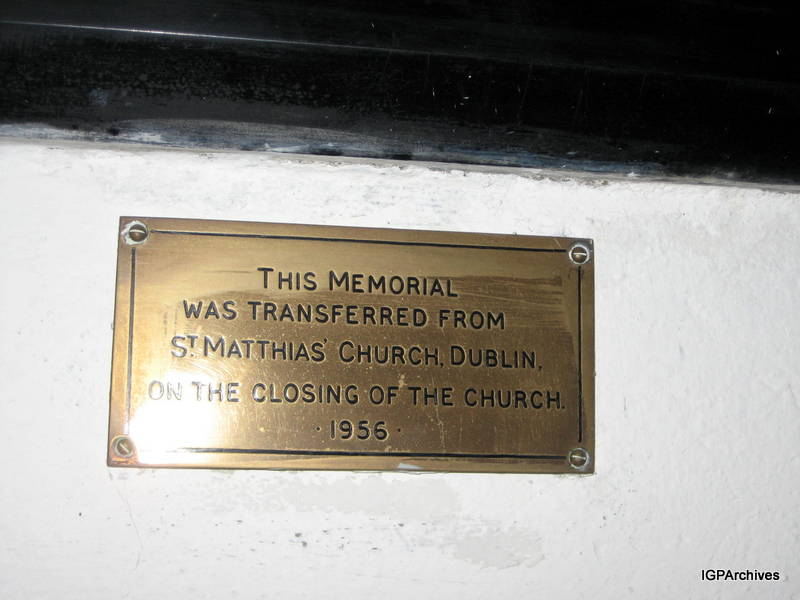 THIS MEMORIAL
WAS TRANSFERRED FROM
ST. MATTHIAS' CHURCH, DUBLIN,
ON THE CLOSING OF THE CHURCH.
· 1956 ·
IGPArchives